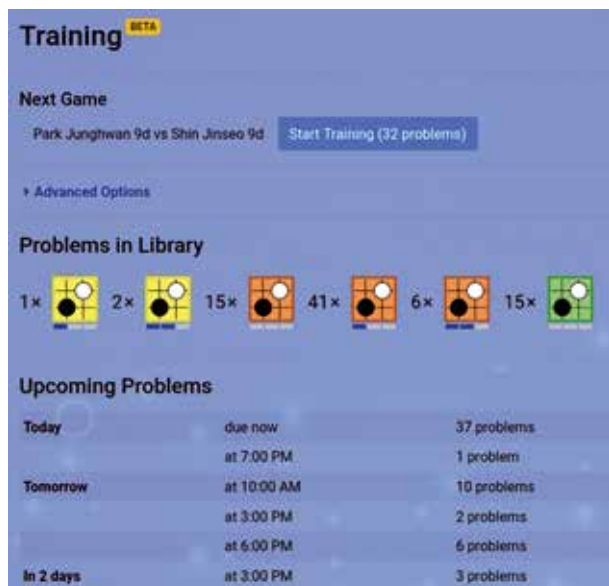 Training BETA
Next Game
Park Junghwan 9d vs Shin Jinseo 9d Start Training (32 problems)
Advanced Options
Problems in Library
1× 2× 15× 41× 6× 15×
Upcoming Problems
Today due now 37 problems
at 7:00 PM 1 problem
Tomorrow at 10:00 AM 10 problems
at 3:00 PM 2 problems
at 6:00 PM 6 problems
In 2 days at 3:00 PM 3 problems